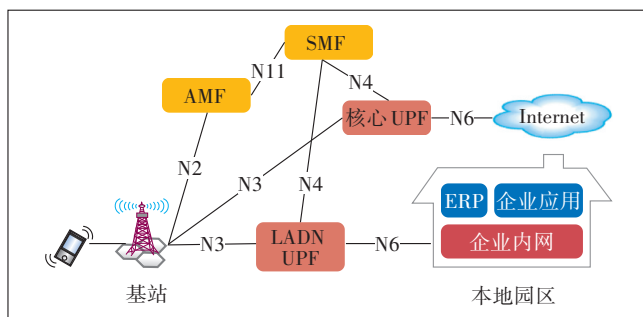 SMF
N11
AMF
N4
核心 UPF
N6
Internet
N2
N3
N4
ERP
企业应用
N3
LADN
UPF
N6
企业内网
基站
本地园区